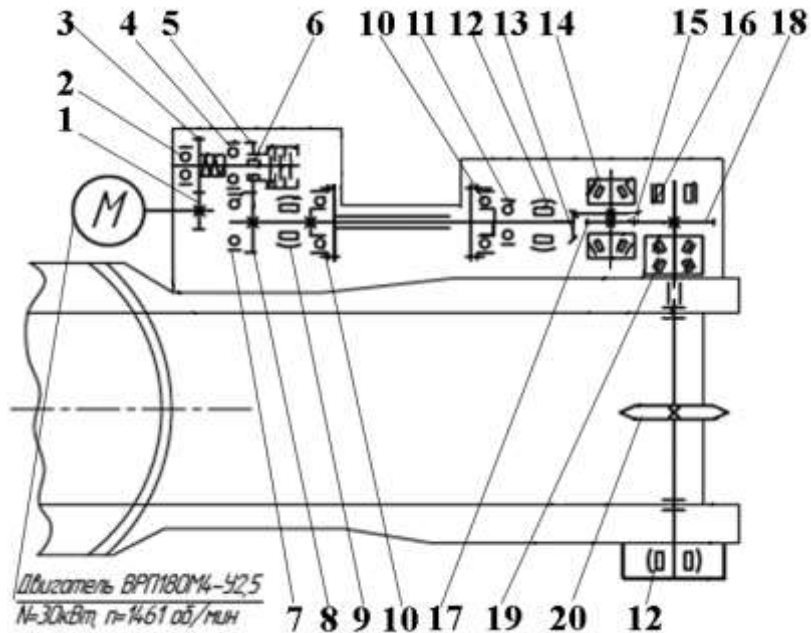 3 4 5 6 10 11 12 13 14 15 16 18
2
1
М
Двигатель ВРП180М4-У2,5
N=30кВт, n=1461 об/мин
7 8 9 10 17 19 20 12